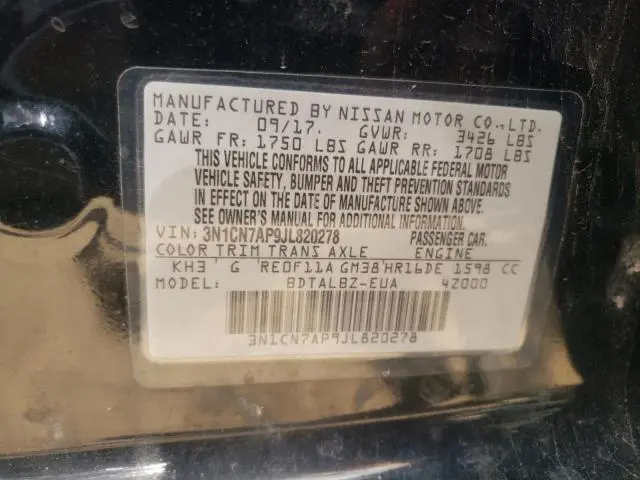 MANUFACTURED BY NISSAN MOTOR CO.,LTD.
DATE: 09/17. GVWR: 3426 LBS
GAWR FR: 1750 LBS GAWR RR: 1708 LBS
THIS VEHICLE CONFORMS TO ALL APPLICABLE FEDERAL MOTOR
VEHICLE SAFETY, BUMPER AND THEFT PREVENTION STANDARDS
IN EFFECT ON THE DATE OF MANUFACTURE SHOWN ABOVE.
SEE OWNER'S MANUAL FOR ADDITIONAL INFORMATION.
VIN: 3N1CN7AP9JL820278 PASSENGER CAR.
COLOR TRIM TRANS AXLE ENGINE
KH3 G RE0F11A GM38 HR16DE 1598 CC
MODEL: BDTALBZ-EUA 4Z000
3N1CN7AP9JL820278